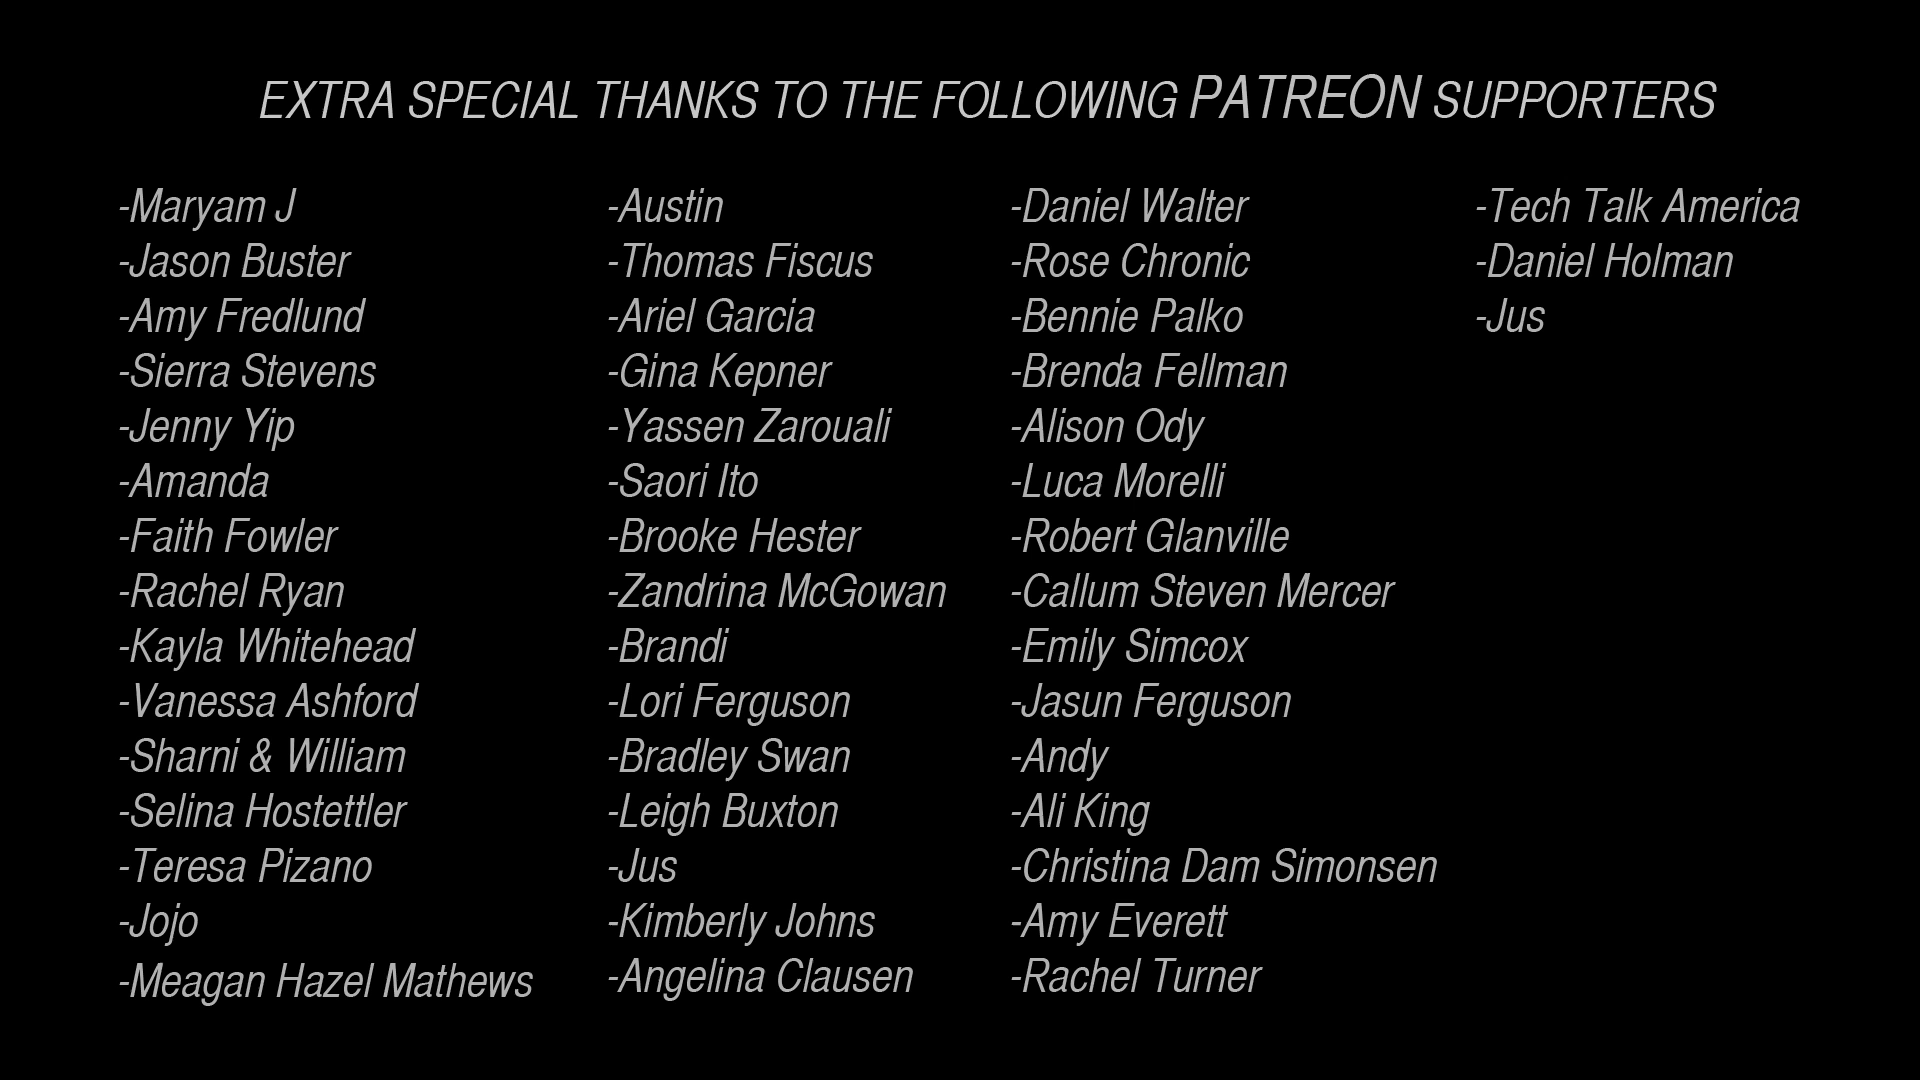 EXTRA SPECIAL THANKS TO THE FOLLOWING PATREON SUPPORTERS
-Maryam J
-Jason Buster
-Amy Fredlund
-Sierra Stevens
-Jenny Yip
-Amanda
-Faith Fowler
-Rachel Ryan
-Kayla Whitehead
-Vanessa Ashford
-Sharni & William
-Selina Hostettler
-Teresa Pizano
-Jojo
-Meagan Hazel Mathews
-Austin
-Thomas Fiscus
-Ariel Garcia
-Gina Kepner
-Yassen Zarouali
-Saori Ito
-Brooke Hester
-Zandrina McGowan
-Brandi
-Lori Ferguson
-Bradley Swan
-Leigh Buxton
-Jus
-Kimberly Johns
-Angelina Clausen
-Daniel Walter
-Rose Chronic
-Bennie Palko
-Brenda Fellman
-Alison Ody
-Luca Morelli
-Robert Glanville
-Callum Steven Mercer
-Emily Simcox
-Jasun Ferguson
-Andy
-Ali King
-Christina Dam Simonsen
-Amy Everett
-Rachel Turner
-Tech Talk America
-Daniel Holman
-Jus